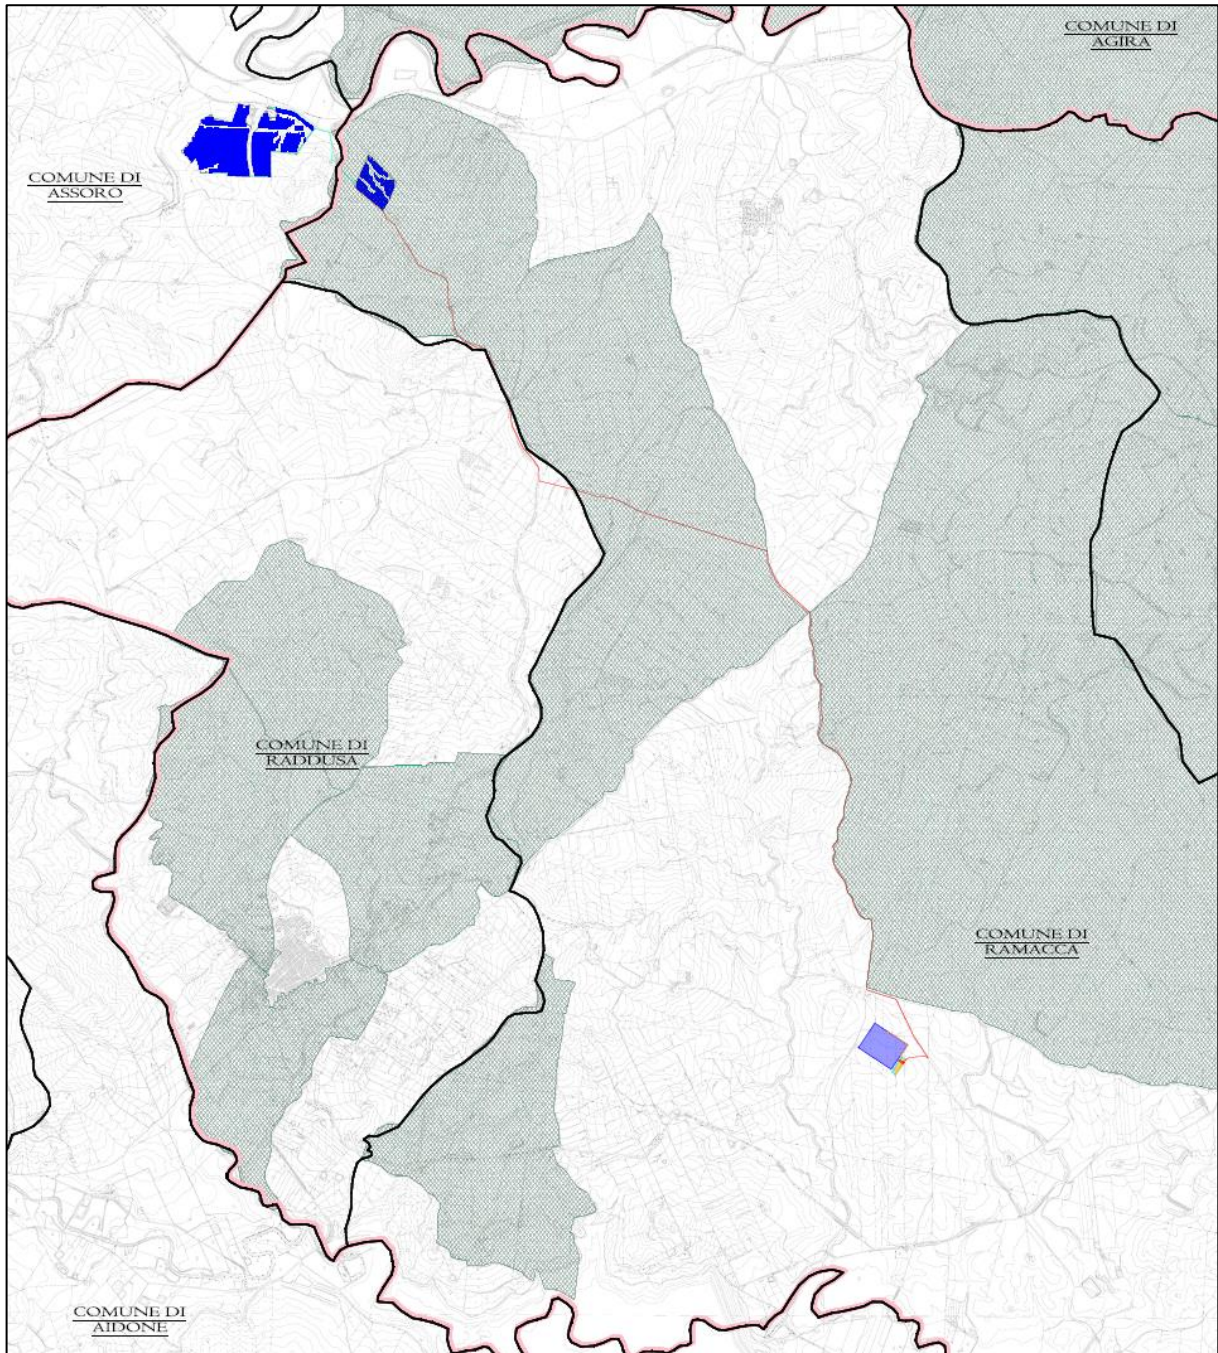 COMUNE DI
AGIRA
COMUNE DI
ASSORO
COMUNE DI
RADDUSA
COMUNE DI
RAMACCA
COMUNE DI
AIDONE